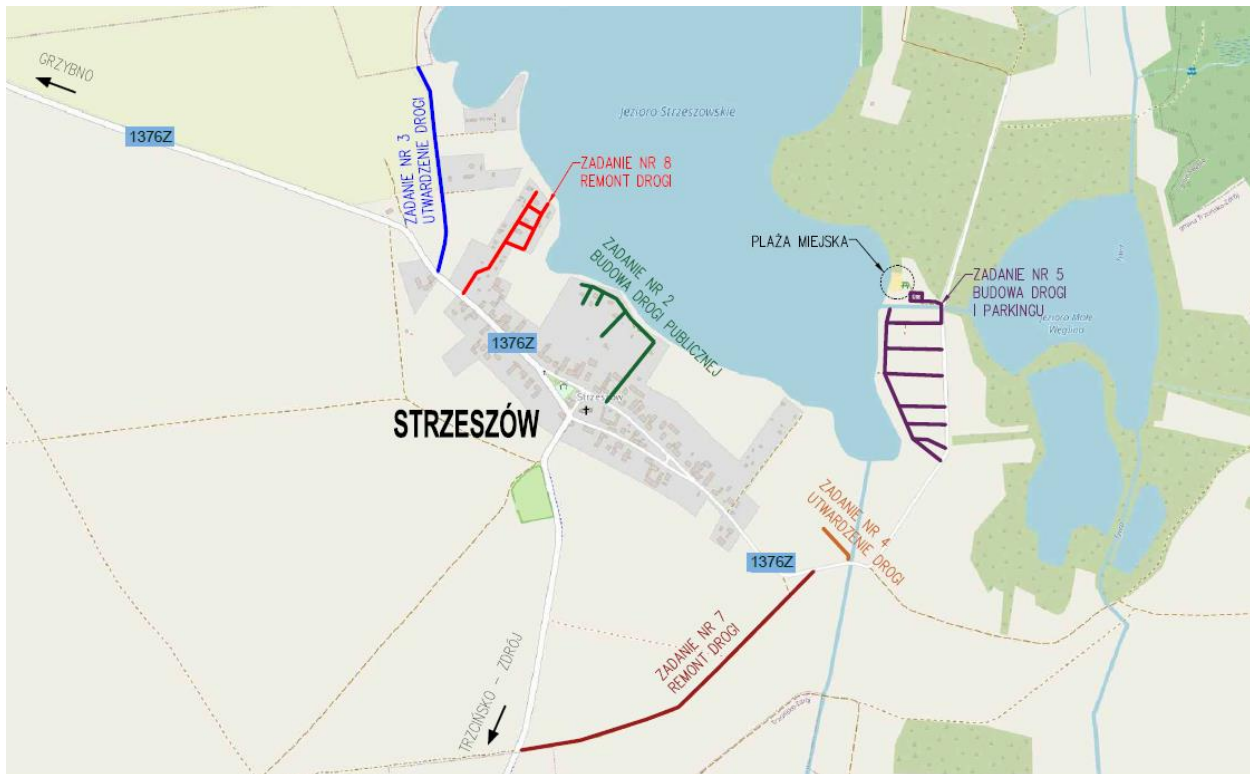 GRZYBNO
1376Z
ZADANIE NR 3
UTWARDZENIE DROGI
Jezioro Strzeszowskie
ZADANIE NR 8
REMONT DROGI
PLAŻA MIEJSKA
ZADANIE NR 5
BUDOWA DROGI
I PARKINGU
Jezioro Małe
ZADANIE NR 2
BUDOWA DROGI PUBLICZNEJ
1376Z
Strzeszów
STRZESZÓW
ZADANIE NR 4
UTWARDZENIE DROGI
1376Z
ZADANIE NR 7
REMONT DROGI
TRZCIŃSKO - ZDRÓJ